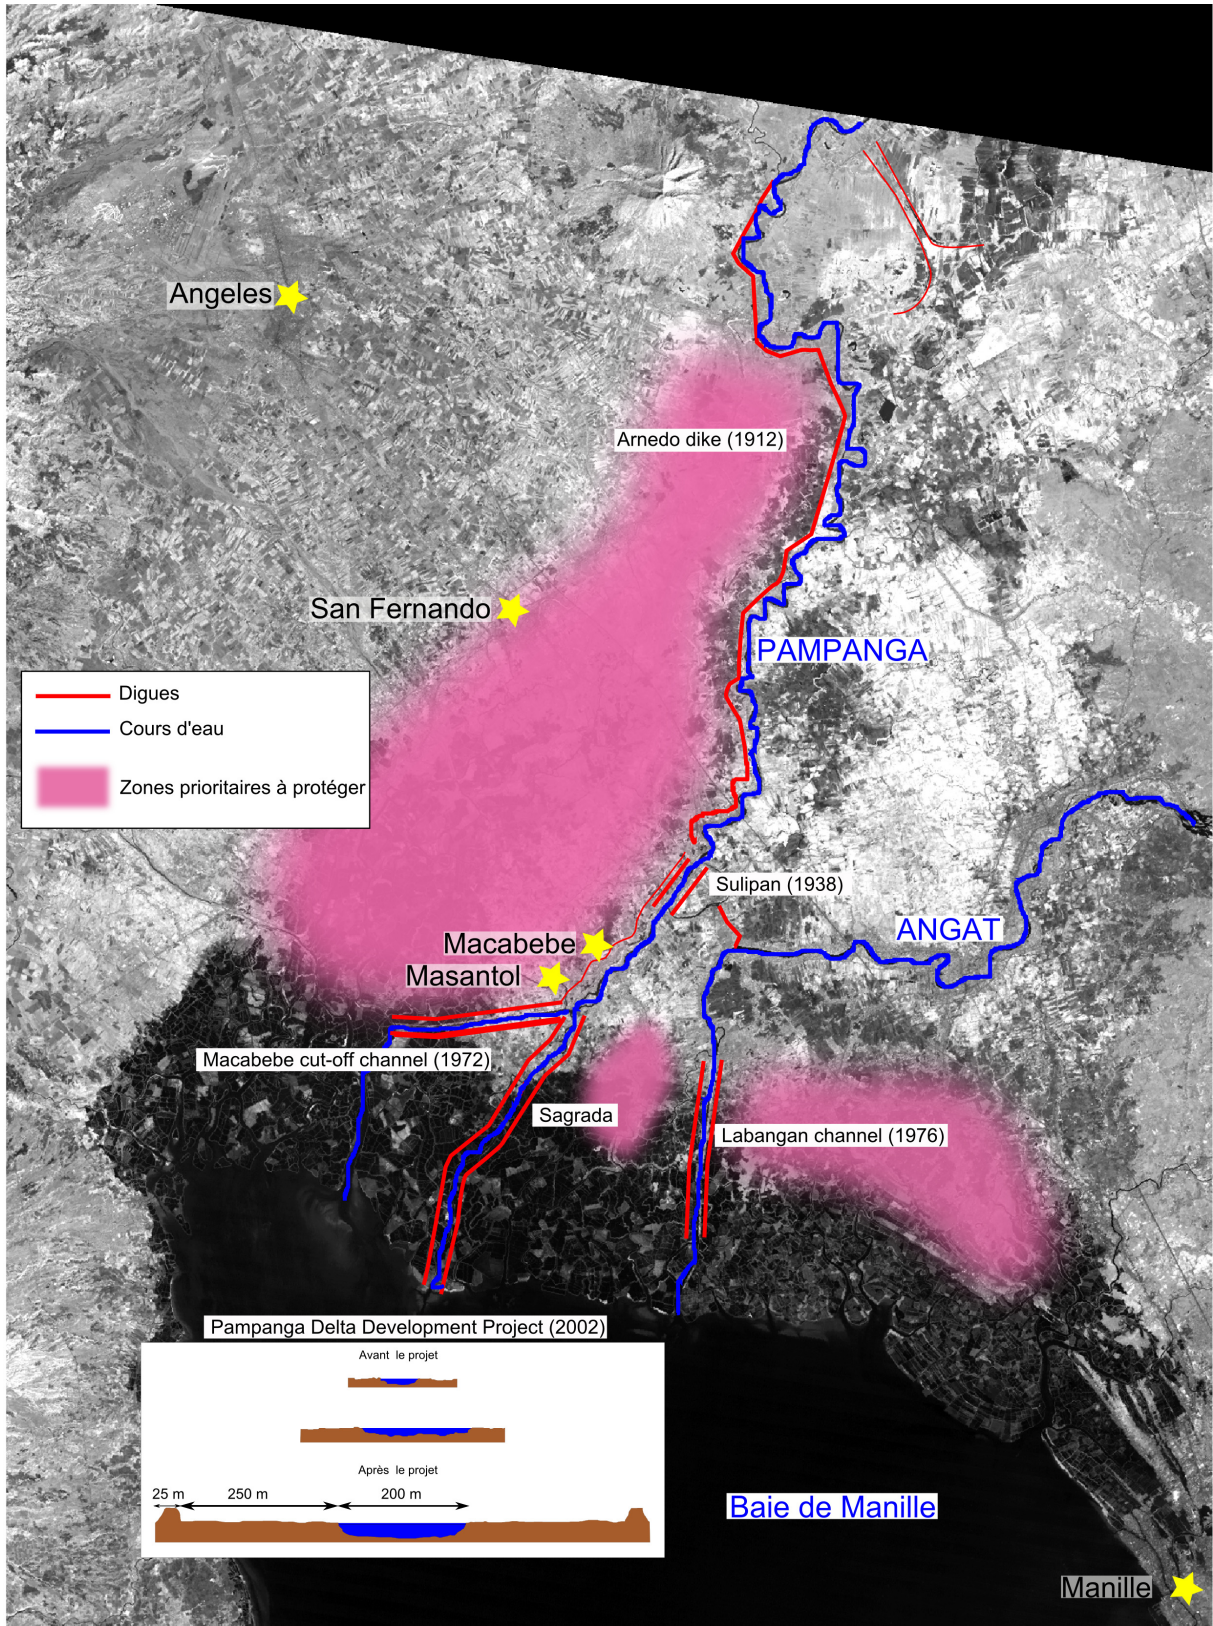 Angeles
Arnedo dike (1912)
San Fernando
PAMPANGA
Digues
Cours d'eau
Zones prioritaires à protéger
Sulipan (1938)
ANGAT
Macabebe
Masantol
Macabebe cut-off channel (1972)
Sagrada
Labangan channel (1976)
Pampanga Delta Development Project (2002)
Avant le projet
Après le projet
25 m
250 m
200 m
Baie de Manille
Manille